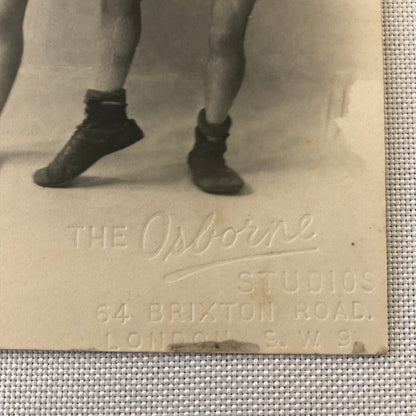 THE Osborne
STUDIOS
64 BRIXTON ROAD.
LONDON. S.W.9.